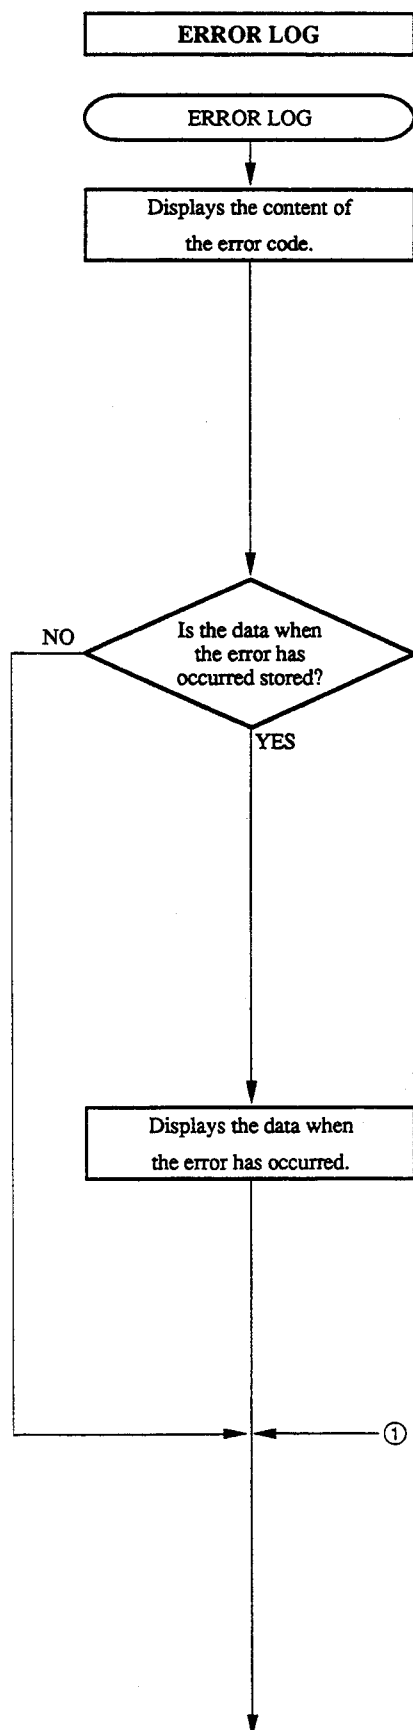 ERROR LOG
ERROR LOG
Displays the content of
the error code.
Is the data when
the error has
occurred stored?
NO
YES
Displays the data when
the error has occurred.
①